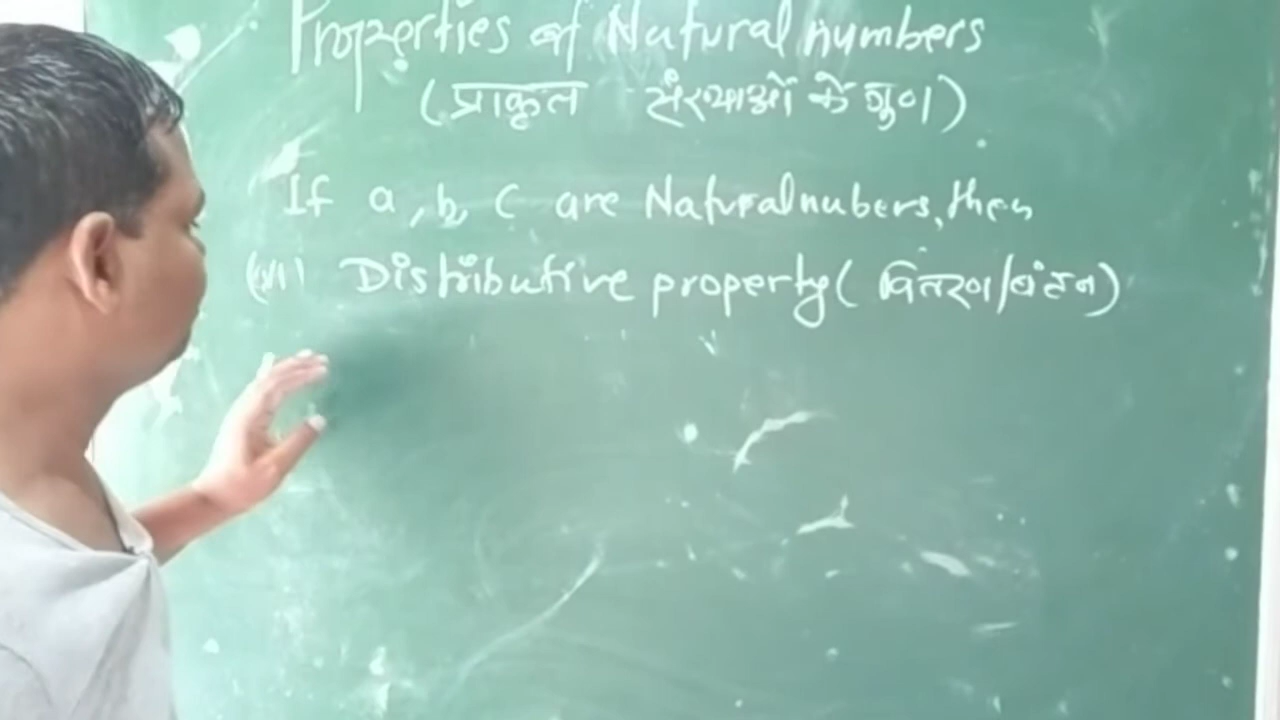 Properties of Natural numbers
(प्राकृत संख्याओं के गुण)
If a, b, c are Natural nubers, then
Distributive property ( वितरण/बंटन)